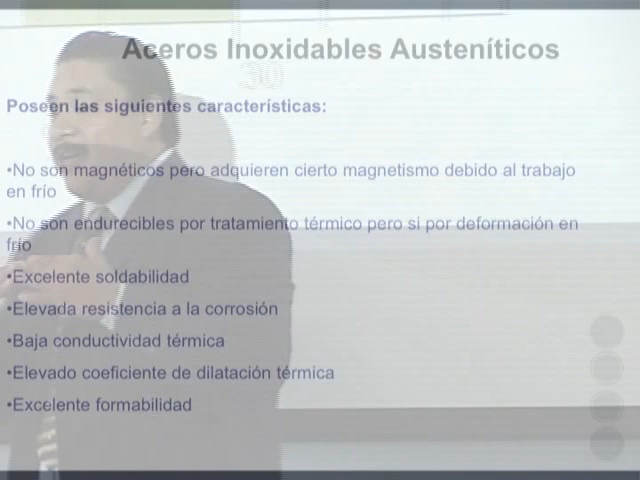 Aceros Inoxidables Austeníticos
Poseen las siguientes características:
•No son magnéticos pero adquieren cierto magnetismo debido al trabajo
en frío
•No son endurecibles por tratamiento térmico pero si por deformación en
frío
•Excelente soldabilidad
•Elevada resistencia a la corrosión
•Baja conductividad térmica
•Elevado coeficiente de dilatación térmica
•Excelente formabilidad